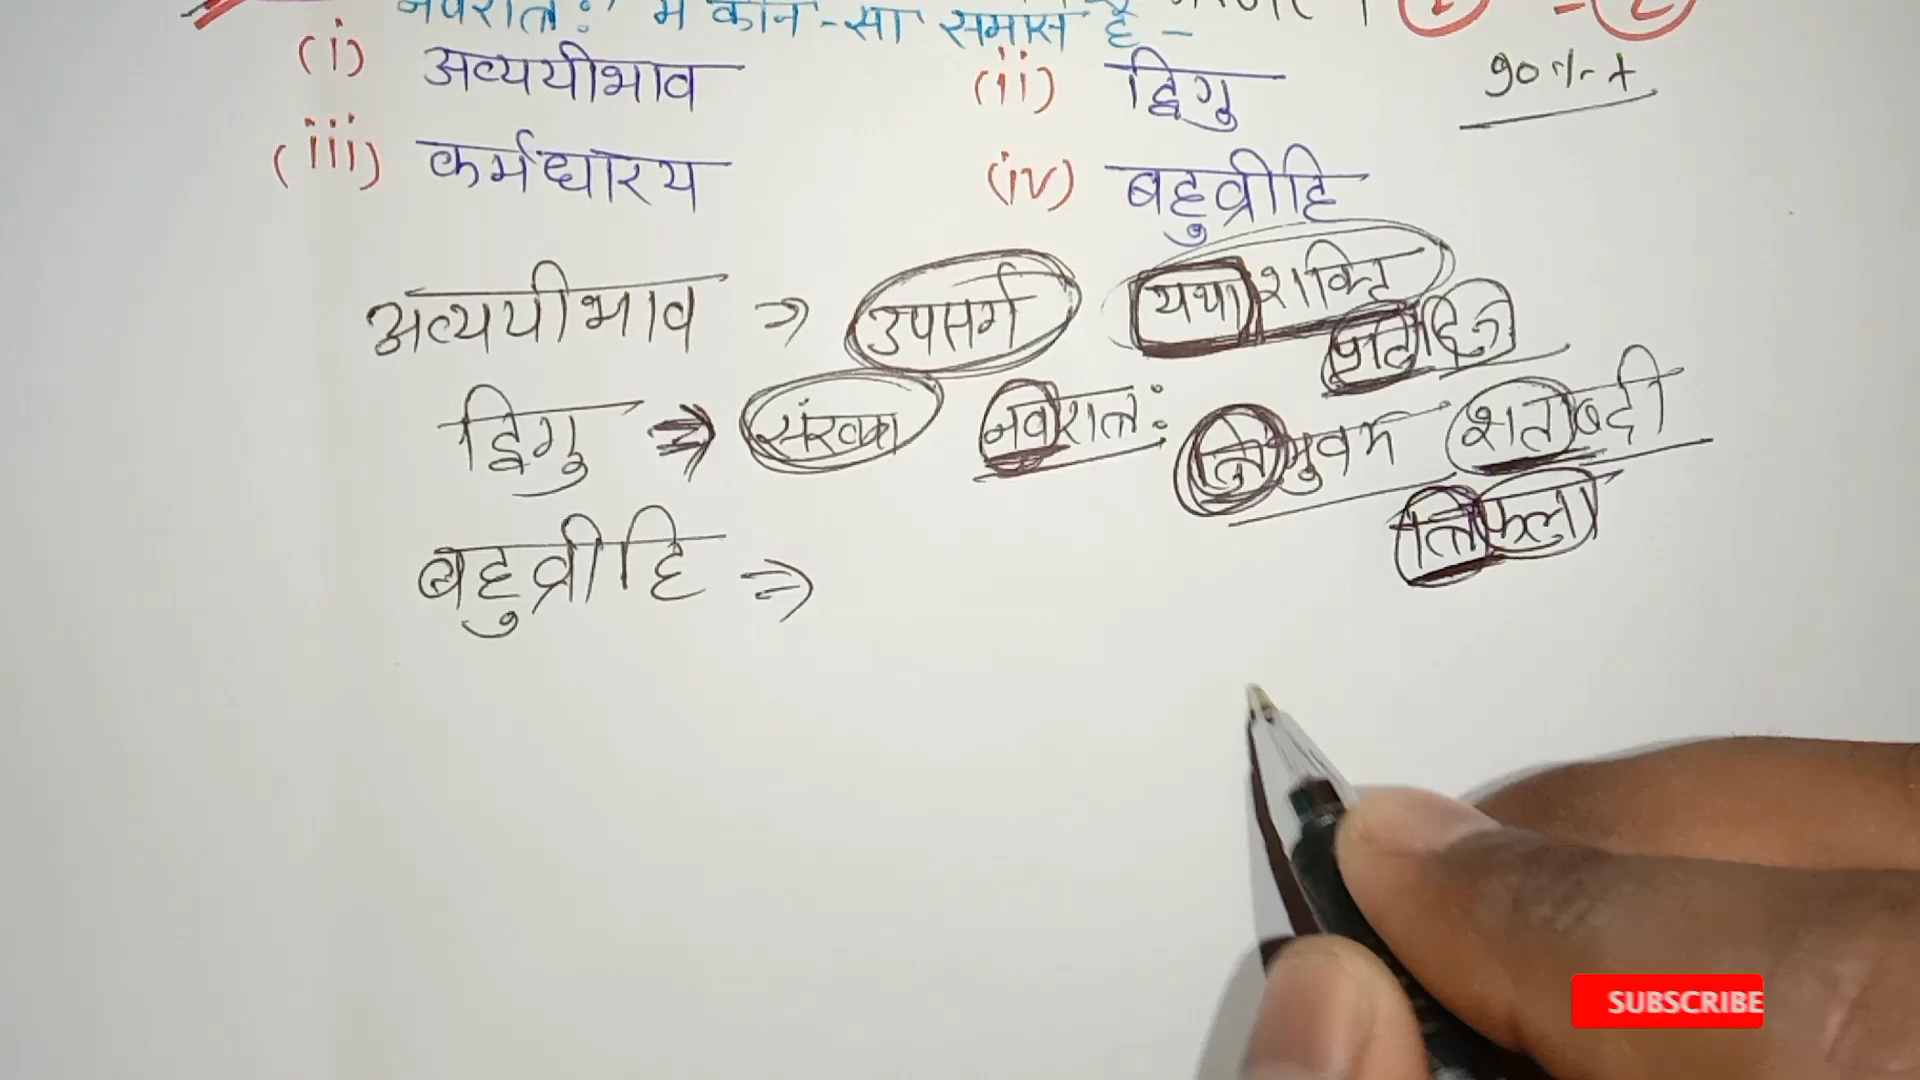 नवरात्रः में कौन-सा समास है -
(i) अव्ययीभाव (ii) द्विगु
90%+
(iii) कर्मधारय (iv) बहुव्रीहि
अव्ययीभाव ⇒ उपसर्ग यथाशक्ति
द्विगु ⇒ संख्या नवरात्रः त्रिभुवन शताब्दी
त्रिफला
बहुव्रीहि ⇒
SUBSCRIBE